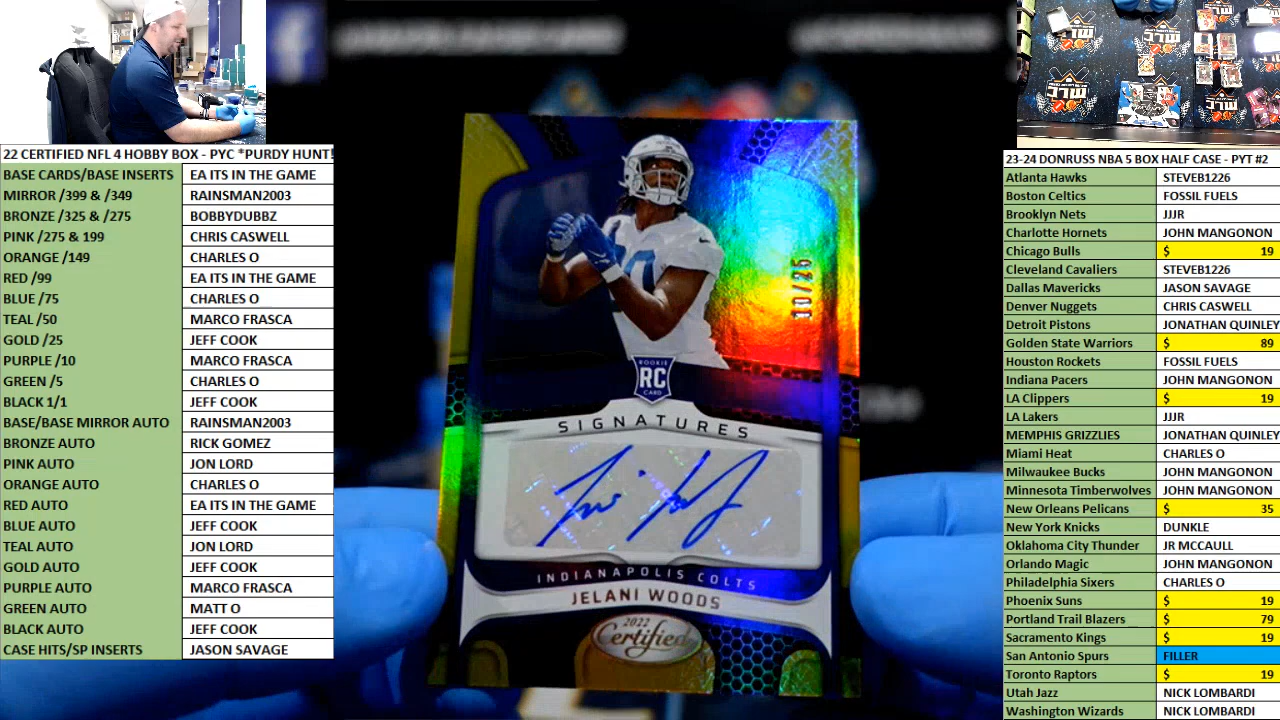 22 CERTIFIED NFL 4 HOBBY BOX - PYC *PURDY HUNT!
BASE CARDS/BASE INSERTS EA ITS IN THE GAME
MIRROR /399 & /349 RAINSMAN2003
BRONZE /325 & /275 BOBBYDUBBZ
PINK /275 & 199 CHRIS CASWELL
ORANGE /149 CHARLES O
RED /99 EA ITS IN THE GAME
BLUE /75 CHARLES O
TEAL /50 MARCO FRASCA
GOLD /25 JEFF COOK
PURPLE /10 MARCO FRASCA
GREEN /5 CHARLES O
BLACK 1/1 JEFF COOK
BASE/BASE MIRROR AUTO RAINSMAN2003
BRONZE AUTO RICK GOMEZ
PINK AUTO JON LORD
ORANGE AUTO CHARLES O
RED AUTO EA ITS IN THE GAME
BLUE AUTO JEFF COOK
TEAL AUTO JON LORD
GOLD AUTO JEFF COOK
PURPLE AUTO MARCO FRASCA
GREEN AUTO MATT O
BLACK AUTO JEFF COOK
CASE HITS/SP INSERTS JASON SAVAGE
ROOKIE
RC
CARD
SIGNATURES
INDIANAPOLIS COLTS
JELANI WOODS
2022
Certified
23-24 DONRUSS NBA 5 BOX HALF CASE - PYT #2
Atlanta Hawks STEVEB1226
Boston Celtics FOSSIL FUELS
Brooklyn Nets JJJR
Charlotte Hornets JOHN MANGONON
Chicago Bulls $ 19
Cleveland Cavaliers STEVEB1226
Dallas Mavericks JASON SAVAGE
Denver Nuggets CHRIS CASWELL
Detroit Pistons JONATHAN QUINLEY
Golden State Warriors $ 89
Houston Rockets FOSSIL FUELS
Indiana Pacers JOHN MANGONON
LA Clippers $ 19
LA Lakers JJJR
MEMPHIS GRIZZLIES JONATHAN QUINLEY
Miami Heat CHARLES O
Milwaukee Bucks JOHN MANGONON
Minnesota Timberwolves JOHN MANGONON
New Orleans Pelicans $ 35
New York Knicks DUNKLE
Oklahoma City Thunder JR MCCAULL
Orlando Magic JOHN MANGONON
Philadelphia Sixers CHARLES O
Phoenix Suns $ 19
Portland Trail Blazers $ 79
Sacramento Kings $ 19
San Antonio Spurs FILLER
Toronto Raptors $ 19
Utah Jazz NICK LOMBARDI
Washington Wizards NICK LOMBARDI